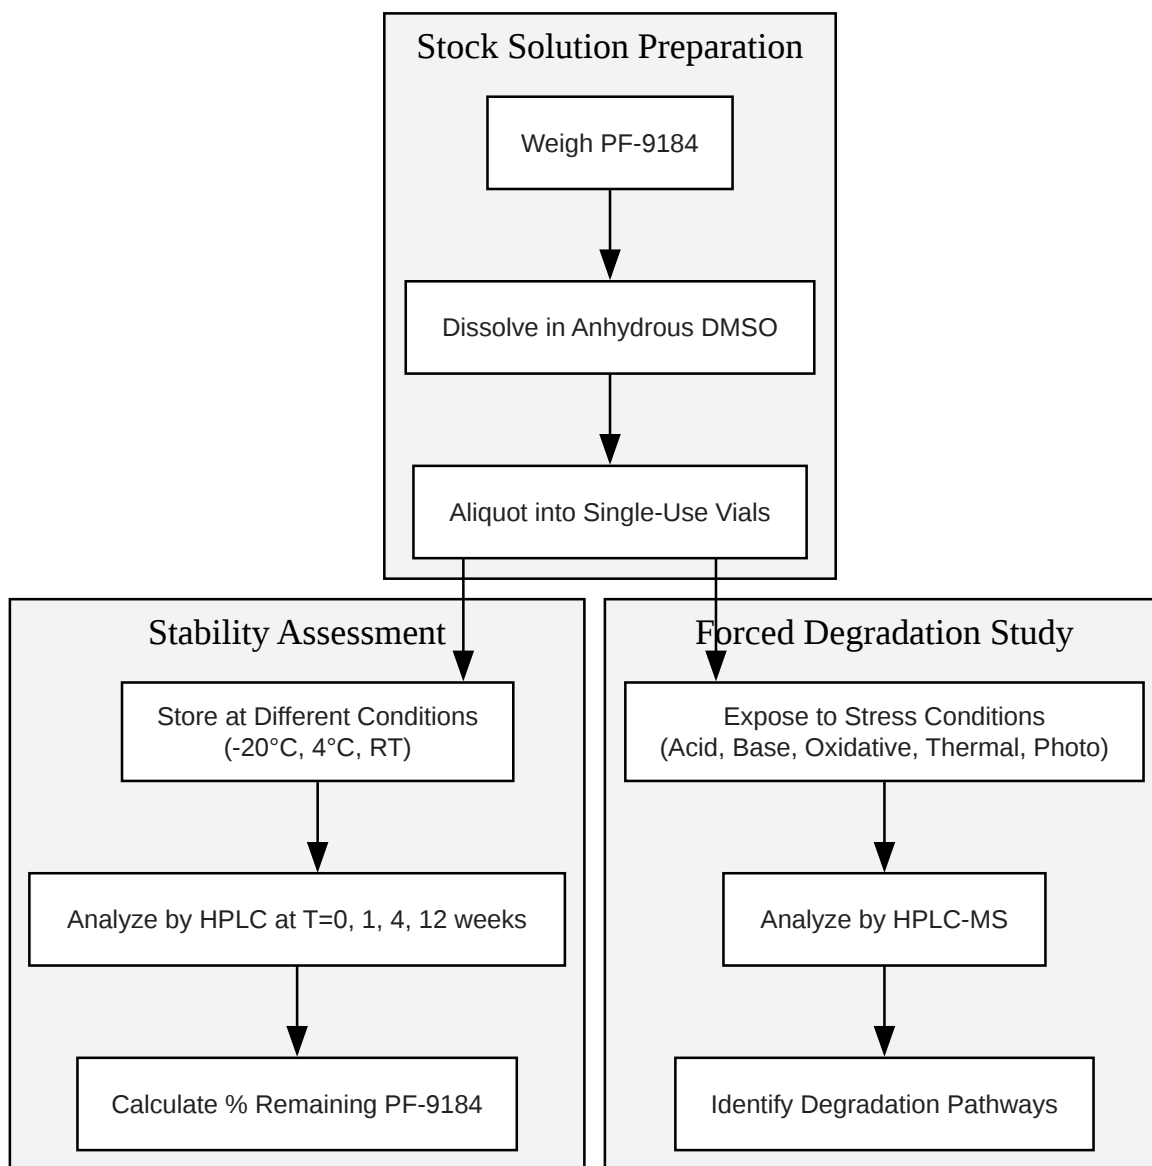 Stock Solution Preparation
Weigh PF-9184
Dissolve in Anhydrous DMSO
Aliquot into Single-Use Vials
Stability Assessment
Store at Different Conditions
(-20°C, 4°C, RT)
Analyze by HPLC at T=0, 1, 4, 12 weeks
Calculate % Remaining PF-9184
Forced Degradation Study
Expose to Stress Conditions
(Acid, Base, Oxidative, Thermal, Photo)
Analyze by HPLC-MS
Identify Degradation Pathways